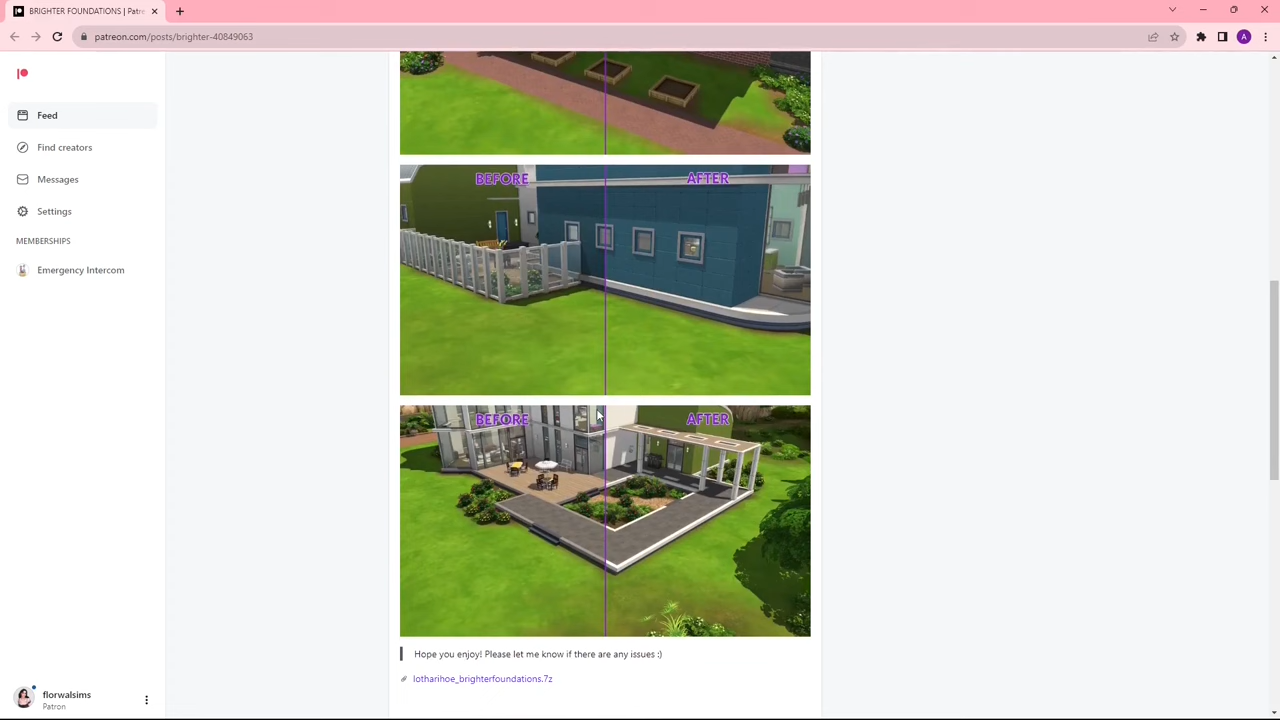 BRIGHTER FOUNDATIONS | Patre
patreon.com/posts/brighter-40849063
A
Feed
Find creators
Messages
Settings
MEMBERSHIPS
Emergency Intercom
BEFORE
AFTER
BEFORE
AFTER
Hope you enjoy! Please let me know if there are any issues :)
lotharihoe_brighterfoundations.7z
florwalsims
Patron